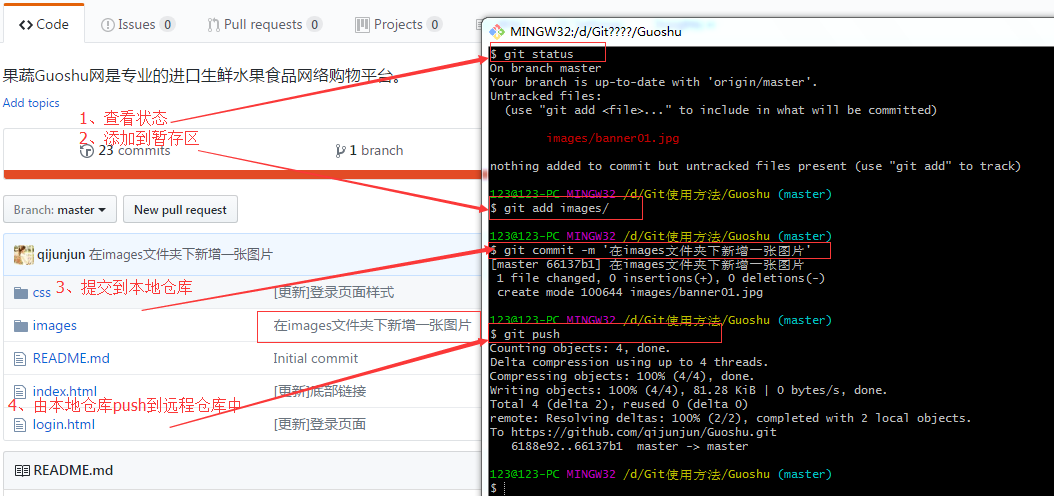 Code Issues 0 Pull requests 0 Projects 0
果蔬Guoshu网是专业的进口生鲜水果食品网络购物平台。
Add topics
1、查看状态
2、添加到暂存区
23 commits 1 branch
Branch: master New pull request
qijunjun 在images文件夹下新增一张图片
css [更新]登录页面样式
3、提交到本地仓库
images 在images文件夹下新增一张图片
README.md Initial commit
index.html [更新]底部链接
4、由本地仓库push到远程仓库中
login.html [更新]登录页面
README.md
MINGW32:/d/Git????/Guoshu
$ git status
On branch master
Your branch is up-to-date with 'origin/master'.
Untracked files:
(use "git add <file>..." to include in what will be committed)
images/banner01.jpg
nothing added to commit but untracked files present (use "git add" to track)
123@123-PC MINGW32 /d/Git使用方法/Guoshu (master)
$ git add images/
123@123-PC MINGW32 /d/Git使用方法/Guoshu (master)
$ git commit -m '在images文件夹下新增一张图片'
[master 66137b1] 在images文件夹下新增一张图片
1 file changed, 0 insertions(+), 0 deletions(-)
create mode 100644 images/banner01.jpg
123@123-PC MINGW32 /d/Git使用方法/Guoshu (master)
$ git push
Counting objects: 4, done.
Delta compression using up to 4 threads.
Compressing objects: 100% (4/4), done.
Writing objects: 100% (4/4), 81.28 KiB | 0 bytes/s, done.
Total 4 (delta 2), reused 0 (delta 0)
remote: Resolving deltas: 100% (2/2), completed with 2 local objects.
To https://github.com/qijunjun/Guoshu.git
6188e92..66137b1 master -> master
123@123-PC MINGW32 /d/Git使用方法/Guoshu (master)
$